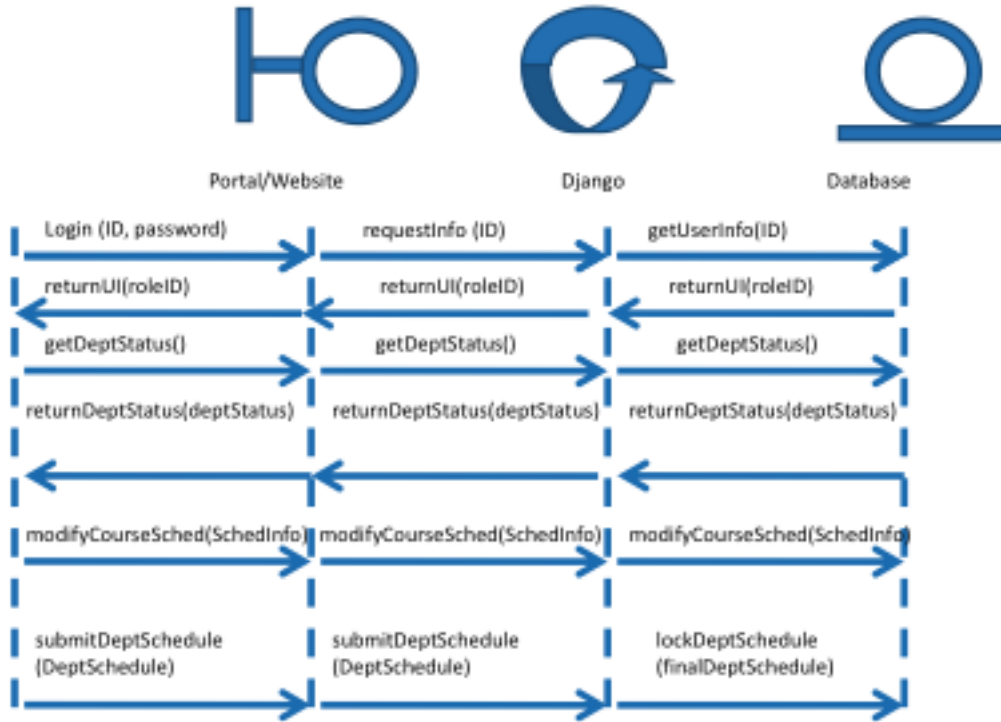 Portal/Website
Django
Database
Login (ID, password)
requestInfo (ID)
getUserInfo(ID)
returnUI(roleID)
returnUI(roleID)
returnUI(roleID)
getDeptStatus()
getDeptStatus()
getDeptStatus()
returnDeptStatus(deptStatus)
returnDeptStatus(deptStatus)
returnDeptStatus(deptStatus)
modifyCourseSched(SchedInfo)
modifyCourseSched(SchedInfo)
modifyCourseSched(SchedInfo)
submitDeptSchedule
(DeptSchedule)
submitDeptSchedule
(DeptSchedule)
lockDeptSchedule
(finalDeptSchedule)